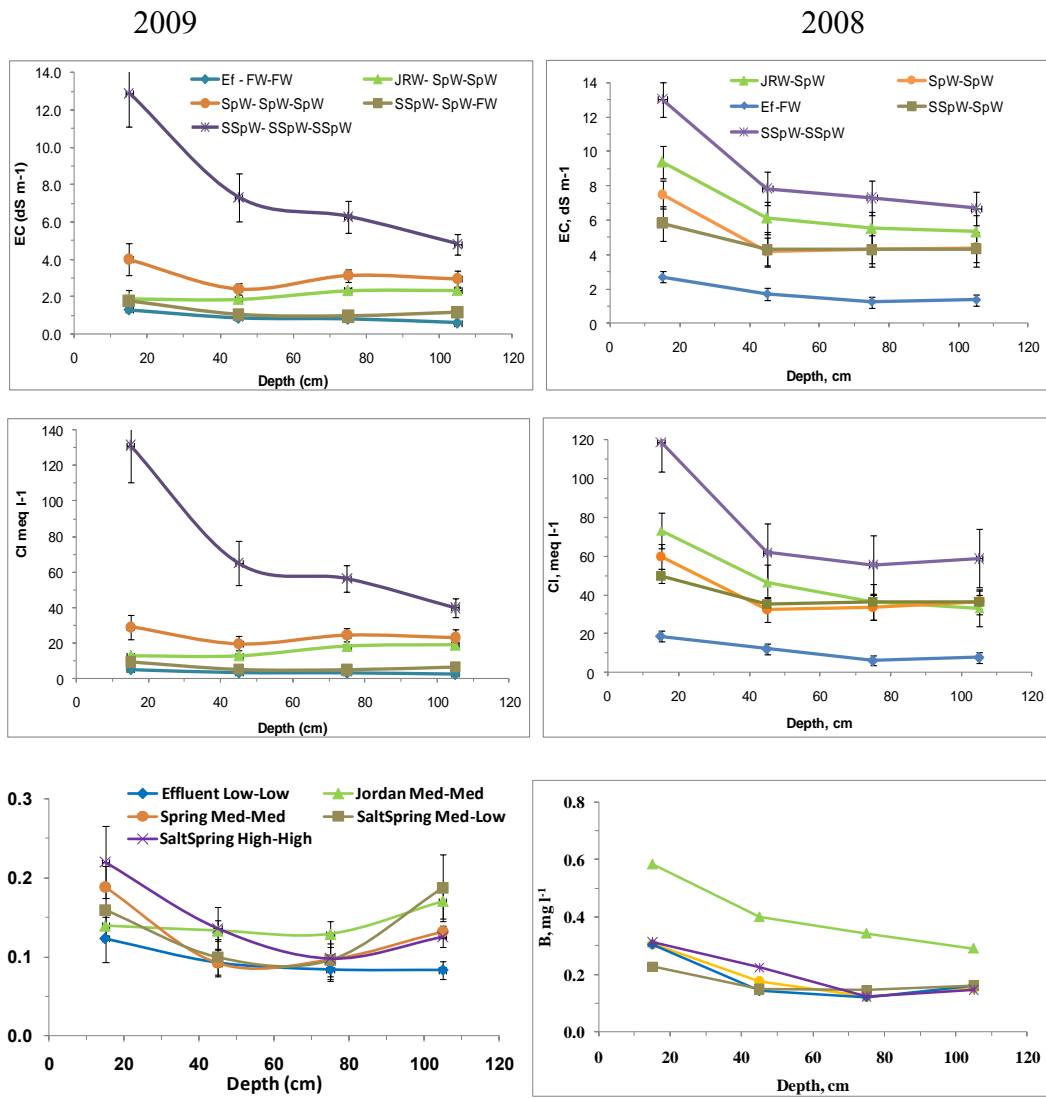 2009
2008
Ef - FW-FW
JRW- SpW-SpW
SpW- SpW-SpW
SSpW- SpW-FW
SSpW- SSpW-SSpW
EC (dS m-1)
14.0
12.0
10.0
8.0
6.0
4.0
2.0
0.0
0 20 40 60 80 100 120
Depth (cm)
JRW-SpW
SpW-SpW
Ef-FW
SSpW-SpW
SSpW-SSpW
EC, dS m-1
14
12
10
8
6
4
2
0
0 20 40 60 80 100 120
Depth, cm
Cl meq l-1
140
120
100
80
60
40
20
0
0 20 40 60 80 100 120
Depth (cm)
Cl, meq l-1
120
100
80
60
40
20
0
0 20 40 60 80 100 120
Depth, cm
Effluent Low-Low
Jordan Med-Med
Spring Med-Med
SaltSpring Med-Low
SaltSpring High-High
0.3
0.2
0.1
0.0
0 20 40 60 80 100 120
Depth (cm)
B, mg l-1
0.8
0.6
0.4
0.2
0.0
0 20 40 60 80 100 120
Depth, cm